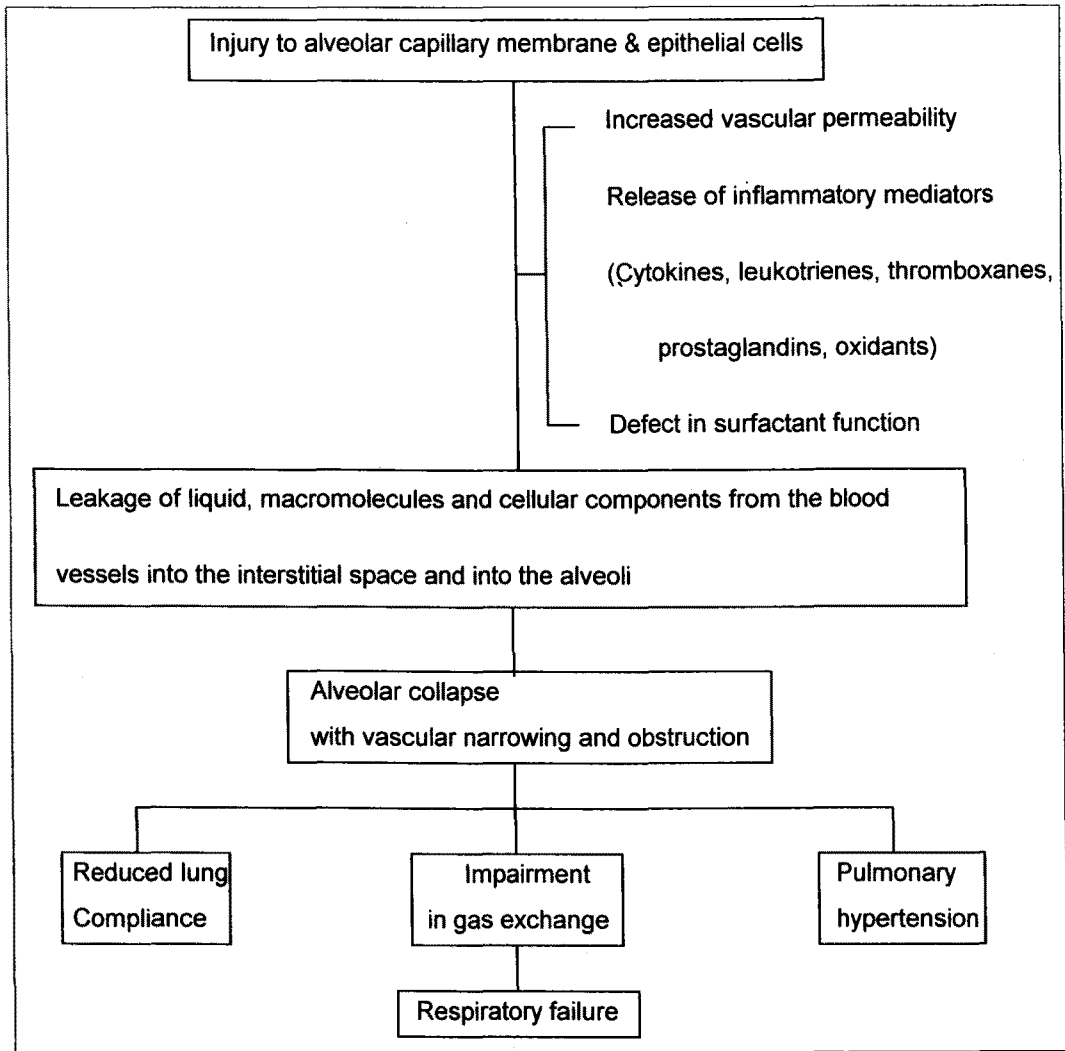 Injury to alveolar capillary membrane & epithelial cells
Increased vascular permeability
Release of inflammatory mediators
(Cytokines, leukotrienes, thromboxanes,
prostaglandins, oxidants)
Defect in surfactant function
Leakage of liquid, macromolecules and cellular components from the blood
vessels into the interstitial space and into the alveoli
Alveolar collapse
with vascular narrowing and obstruction
Reduced lung
Compliance
Impairment
in gas exchange
Pulmonary
hypertension
Respiratory failure